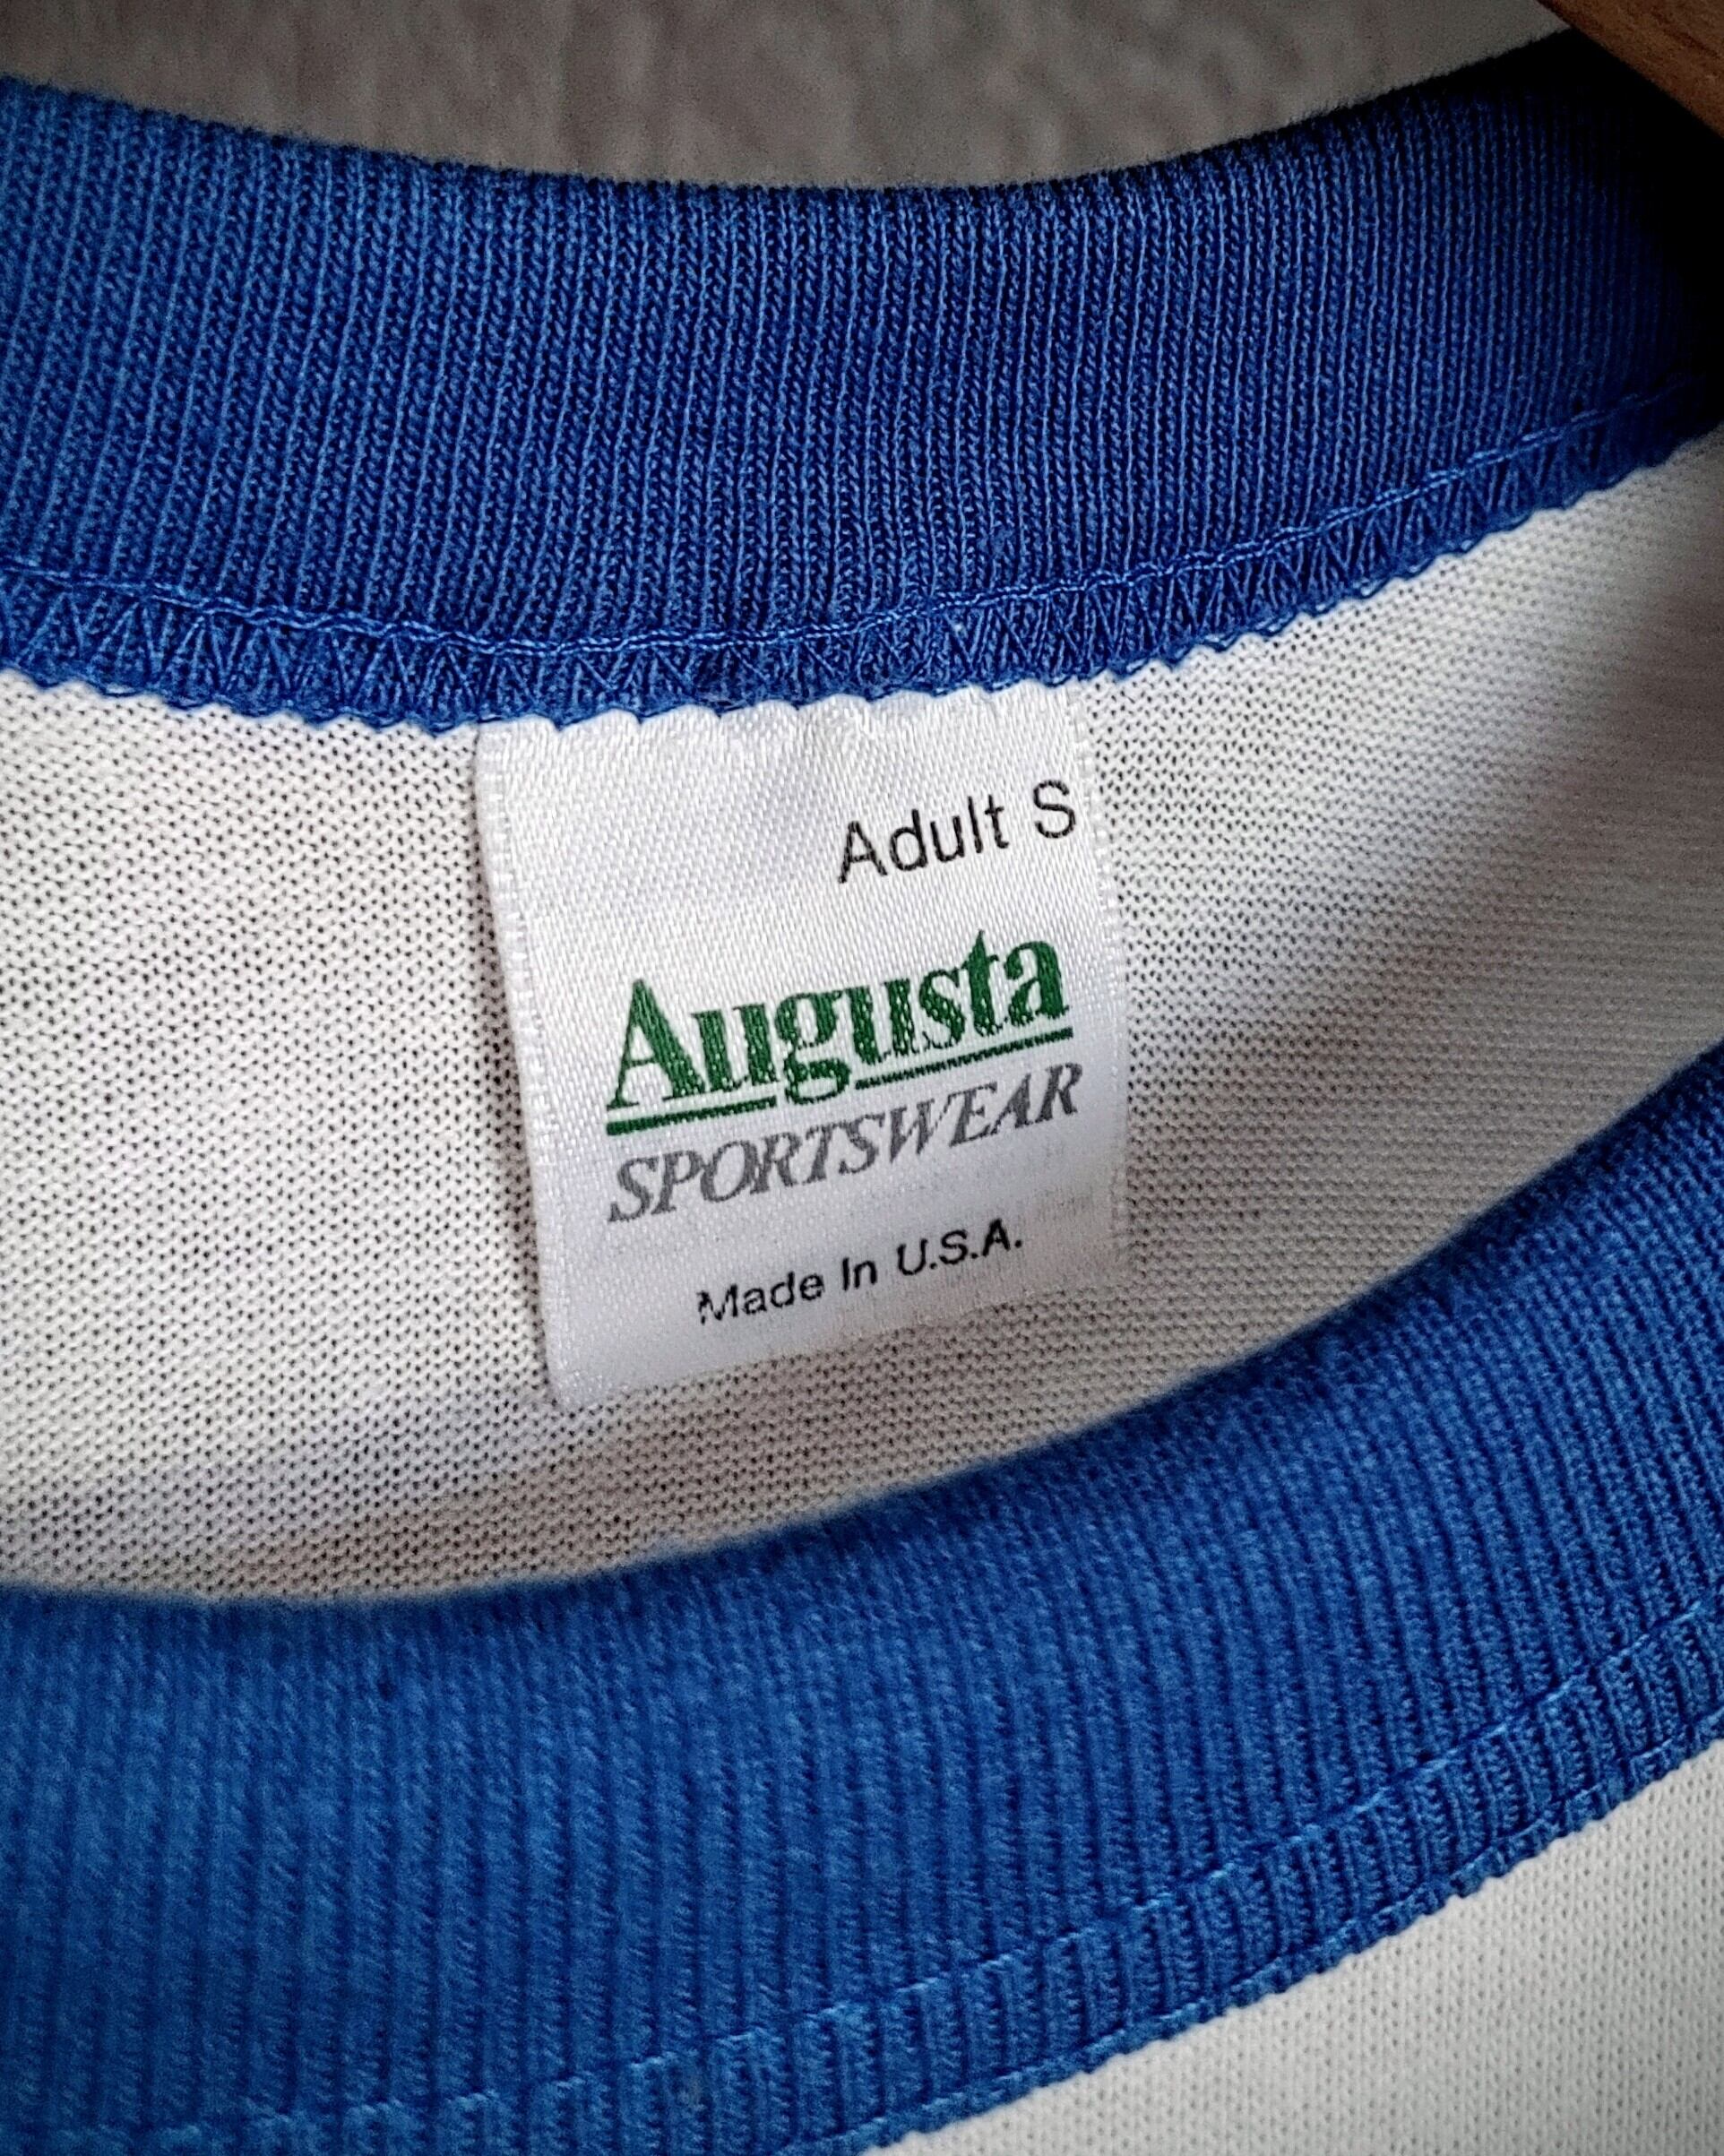 Adult S
Augusta
SPORTSWEAR
Made In U.S.A.